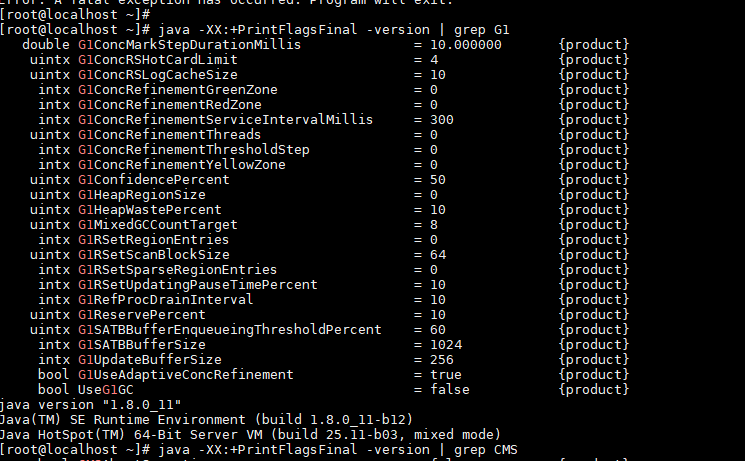 Error: A fatal exception has occurred. Program will exit.
[root@localhost ~]#
[root@localhost ~]# java -XX:+PrintFlagsFinal -version | grep G1
double G1ConcMarkStepDurationMillis = 10.000000 {product}
uintx G1ConcRSHotCardLimit = 4 {product}
uintx G1ConcRSLogCacheSize = 10 {product}
intx G1ConcRefinementGreenZone = 0 {product}
intx G1ConcRefinementRedZone = 0 {product}
intx G1ConcRefinementServiceIntervalMillis = 300 {product}
uintx G1ConcRefinementThreads = 0 {product}
intx G1ConcRefinementThresholdStep = 0 {product}
intx G1ConcRefinementYellowZone = 0 {product}
uintx G1ConfidencePercent = 50 {product}
uintx G1HeapRegionSize = 0 {product}
uintx G1HeapWastePercent = 10 {product}
uintx G1MixedGCCountTarget = 8 {product}
intx G1RSetRegionEntries = 0 {product}
uintx G1RSetScanBlockSize = 64 {product}
intx G1RSetSparseRegionEntries = 0 {product}
intx G1RSetUpdatingPauseTimePercent = 10 {product}
intx G1RefProcDrainInterval = 10 {product}
uintx G1ReservePercent = 10 {product}
uintx G1SATBBufferEnqueueingThresholdPercent = 60 {product}
intx G1SATBBufferSize = 1024 {product}
intx G1UpdateBufferSize = 256 {product}
bool G1UseAdaptiveConcRefinement = true {product}
bool UseG1GC = false {product}
java version "1.8.0_11"
Java(TM) SE Runtime Environment (build 1.8.0_11-b12)
Java HotSpot(TM) 64-Bit Server VM (build 25.11-b03, mixed mode)
[root@localhost ~]# java -XX:+PrintFlagsFinal -version | grep CMS